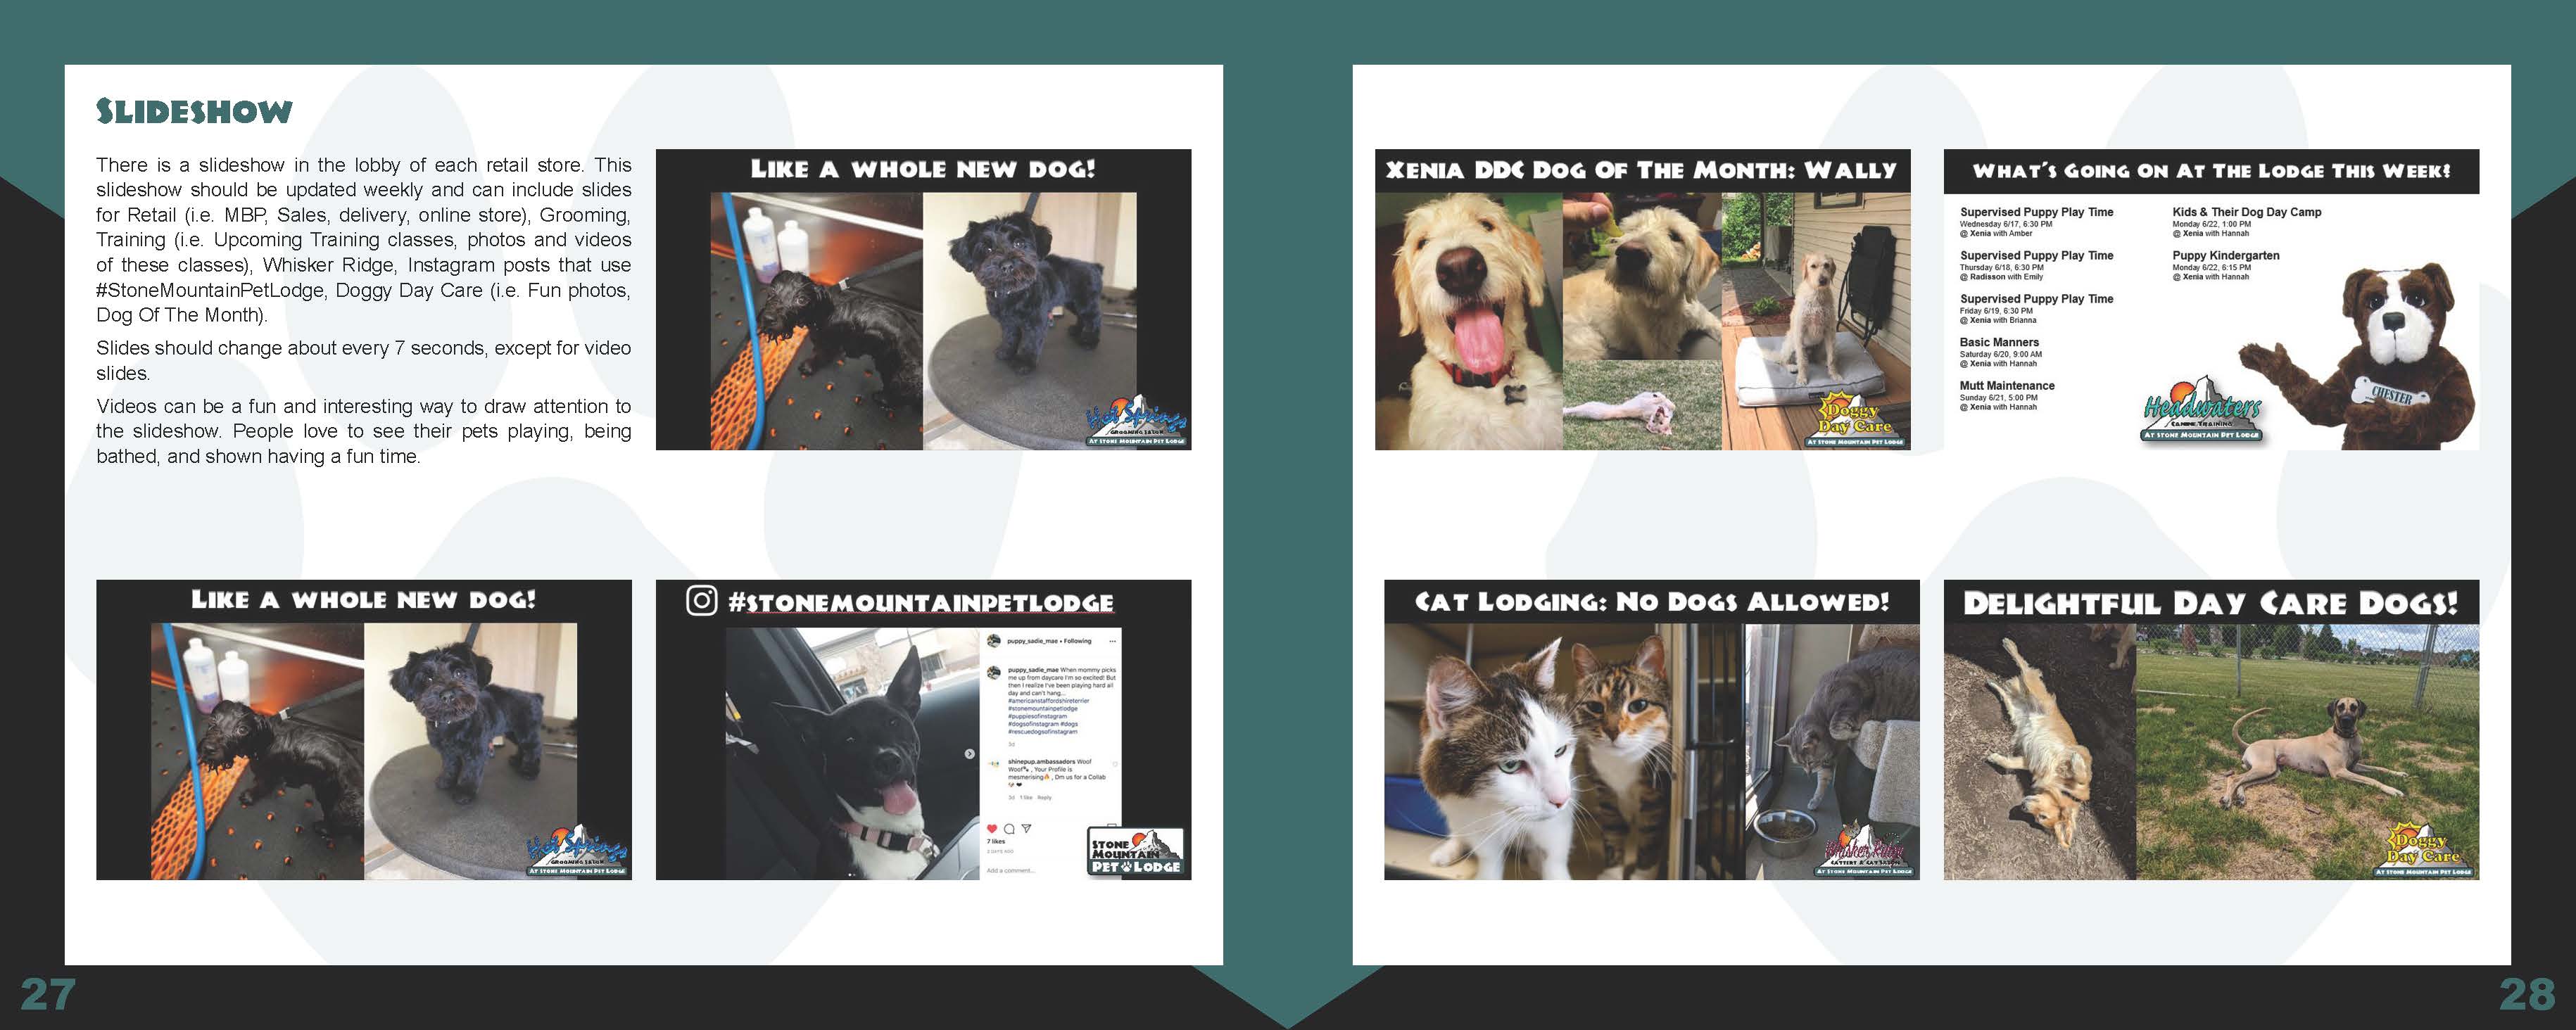 SLIDESHOW
There is a slideshow in the lobby of each retail store. This
slideshow should be updated weekly and can include slides
for Retail (i.e. MBP, Sales, delivery, online store), Grooming,
Training (i.e. Upcoming Training classes, photos and videos
of these classes), Whisker Ridge, Instagram posts that use
#StoneMountainPetLodge, Doggy Day Care (i.e. Fun photos,
Dog Of The Month).
Slides should change about every 7 seconds, except for video
slides.
Videos can be a fun and interesting way to draw attention to
the slideshow. People love to see their pets playing, being
bathed, and shown having a fun time.
LIKE A WHOLE NEW DOG!
Hot Springs
GROOMING SALON
AT STONE MOUNTAIN PET LODGE
LIKE A WHOLE NEW DOG!
Hot Springs
GROOMING SALON
AT STONE MOUNTAIN PET LODGE
#STONEMOUNTAINPETLODGE
puppy_sadie_mae • Following
puppy_sadie_mae When mommy picks
me up from daycare I'm so excited! But
then I realize I've been playing hard all
day and can't hang...
#americanstaffordshireterrier
#stonemountainpetlodge
#puppiesofinstagram
#dogsofinstagram #dogs
#rescuedogsofinstagram
3d
shinepup.ambassadors Woof
Woof🐾, Your Profile is
mesmerising🔥, Dm us for a Collab
3d 1 like Reply
7 likes
2 DAYS AGO
Add a comment...
STONE
MOUNTAIN
PET LODGE
27
XENIA DDC DOG OF THE MONTH: WALLY
Doggy
Day Care
AT STONE MOUNTAIN PET LODGE
WHAT'S GOING ON AT THE LODGE THIS WEEK?
Supervised Puppy Play Time
Wednesday 6/17, 6:30 PM
@ Xenia with Amber
Supervised Puppy Play Time
Thursday 6/18, 6:30 PM
@ Radisson with Emily
Supervised Puppy Play Time
Friday 6/19, 6:30 PM
@ Xenia with Brianna
Basic Manners
Saturday 6/20, 9:00 AM
@ Xenia with Hannah
Mutt Maintenance
Sunday 6/21, 5:00 PM
@ Xenia with Hannah
Kids & Their Dog Day Camp
Monday 6/22, 1:00 PM
@ Xenia with Hannah
Puppy Kindergarten
Monday 6/22, 6:15 PM
@ Xenia with Hannah
CHESTER
Headwaters
CANINE TRAINING
AT STONE MOUNTAIN PET LODGE
CAT LODGING: NO DOGS ALLOWED!
Whisker Ridge
CATTERY & CAT SALON
AT STONE MOUNTAIN PET LODGE
DELIGHTFUL DAY CARE DOGS!
Doggy
Day Care
AT STONE MOUNTAIN PET LODGE
28